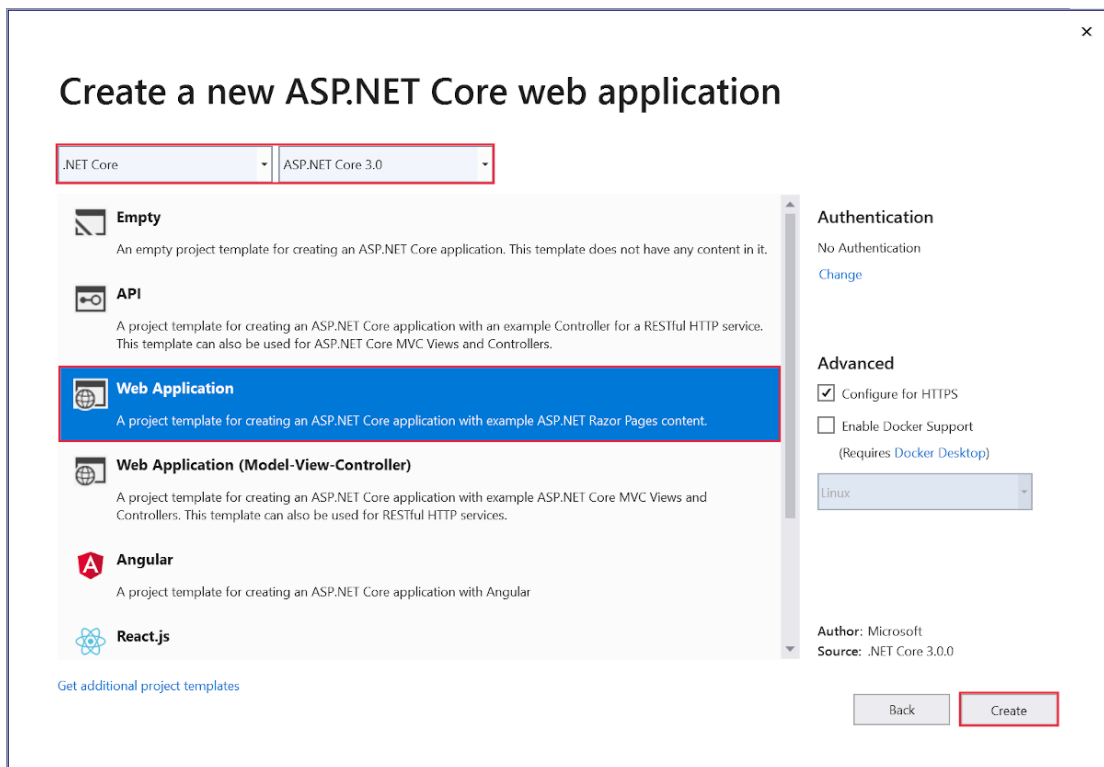 Create a new ASP.NET Core web application
.NET Core
ASP.NET Core 3.0
Empty
An empty project template for creating an ASP.NET Core application. This template does not have any content in it.
API
A project template for creating an ASP.NET Core application with an example Controller for a RESTful HTTP service.
This template can also be used for ASP.NET Core MVC Views and Controllers.
Web Application
A project template for creating an ASP.NET Core application with example ASP.NET Razor Pages content.
Web Application (Model-View-Controller)
A project template for creating an ASP.NET Core application with example ASP.NET Core MVC Views and
Controllers. This template can also be used for RESTful HTTP services.
Angular
A project template for creating an ASP.NET Core application with Angular
React.js
Get additional project templates
Authentication
No Authentication
Change
Advanced
Configure for HTTPS
Enable Docker Support
(Requires Docker Desktop)
Linux
Author: Microsoft
Source: .NET Core 3.0.0
Back
Create